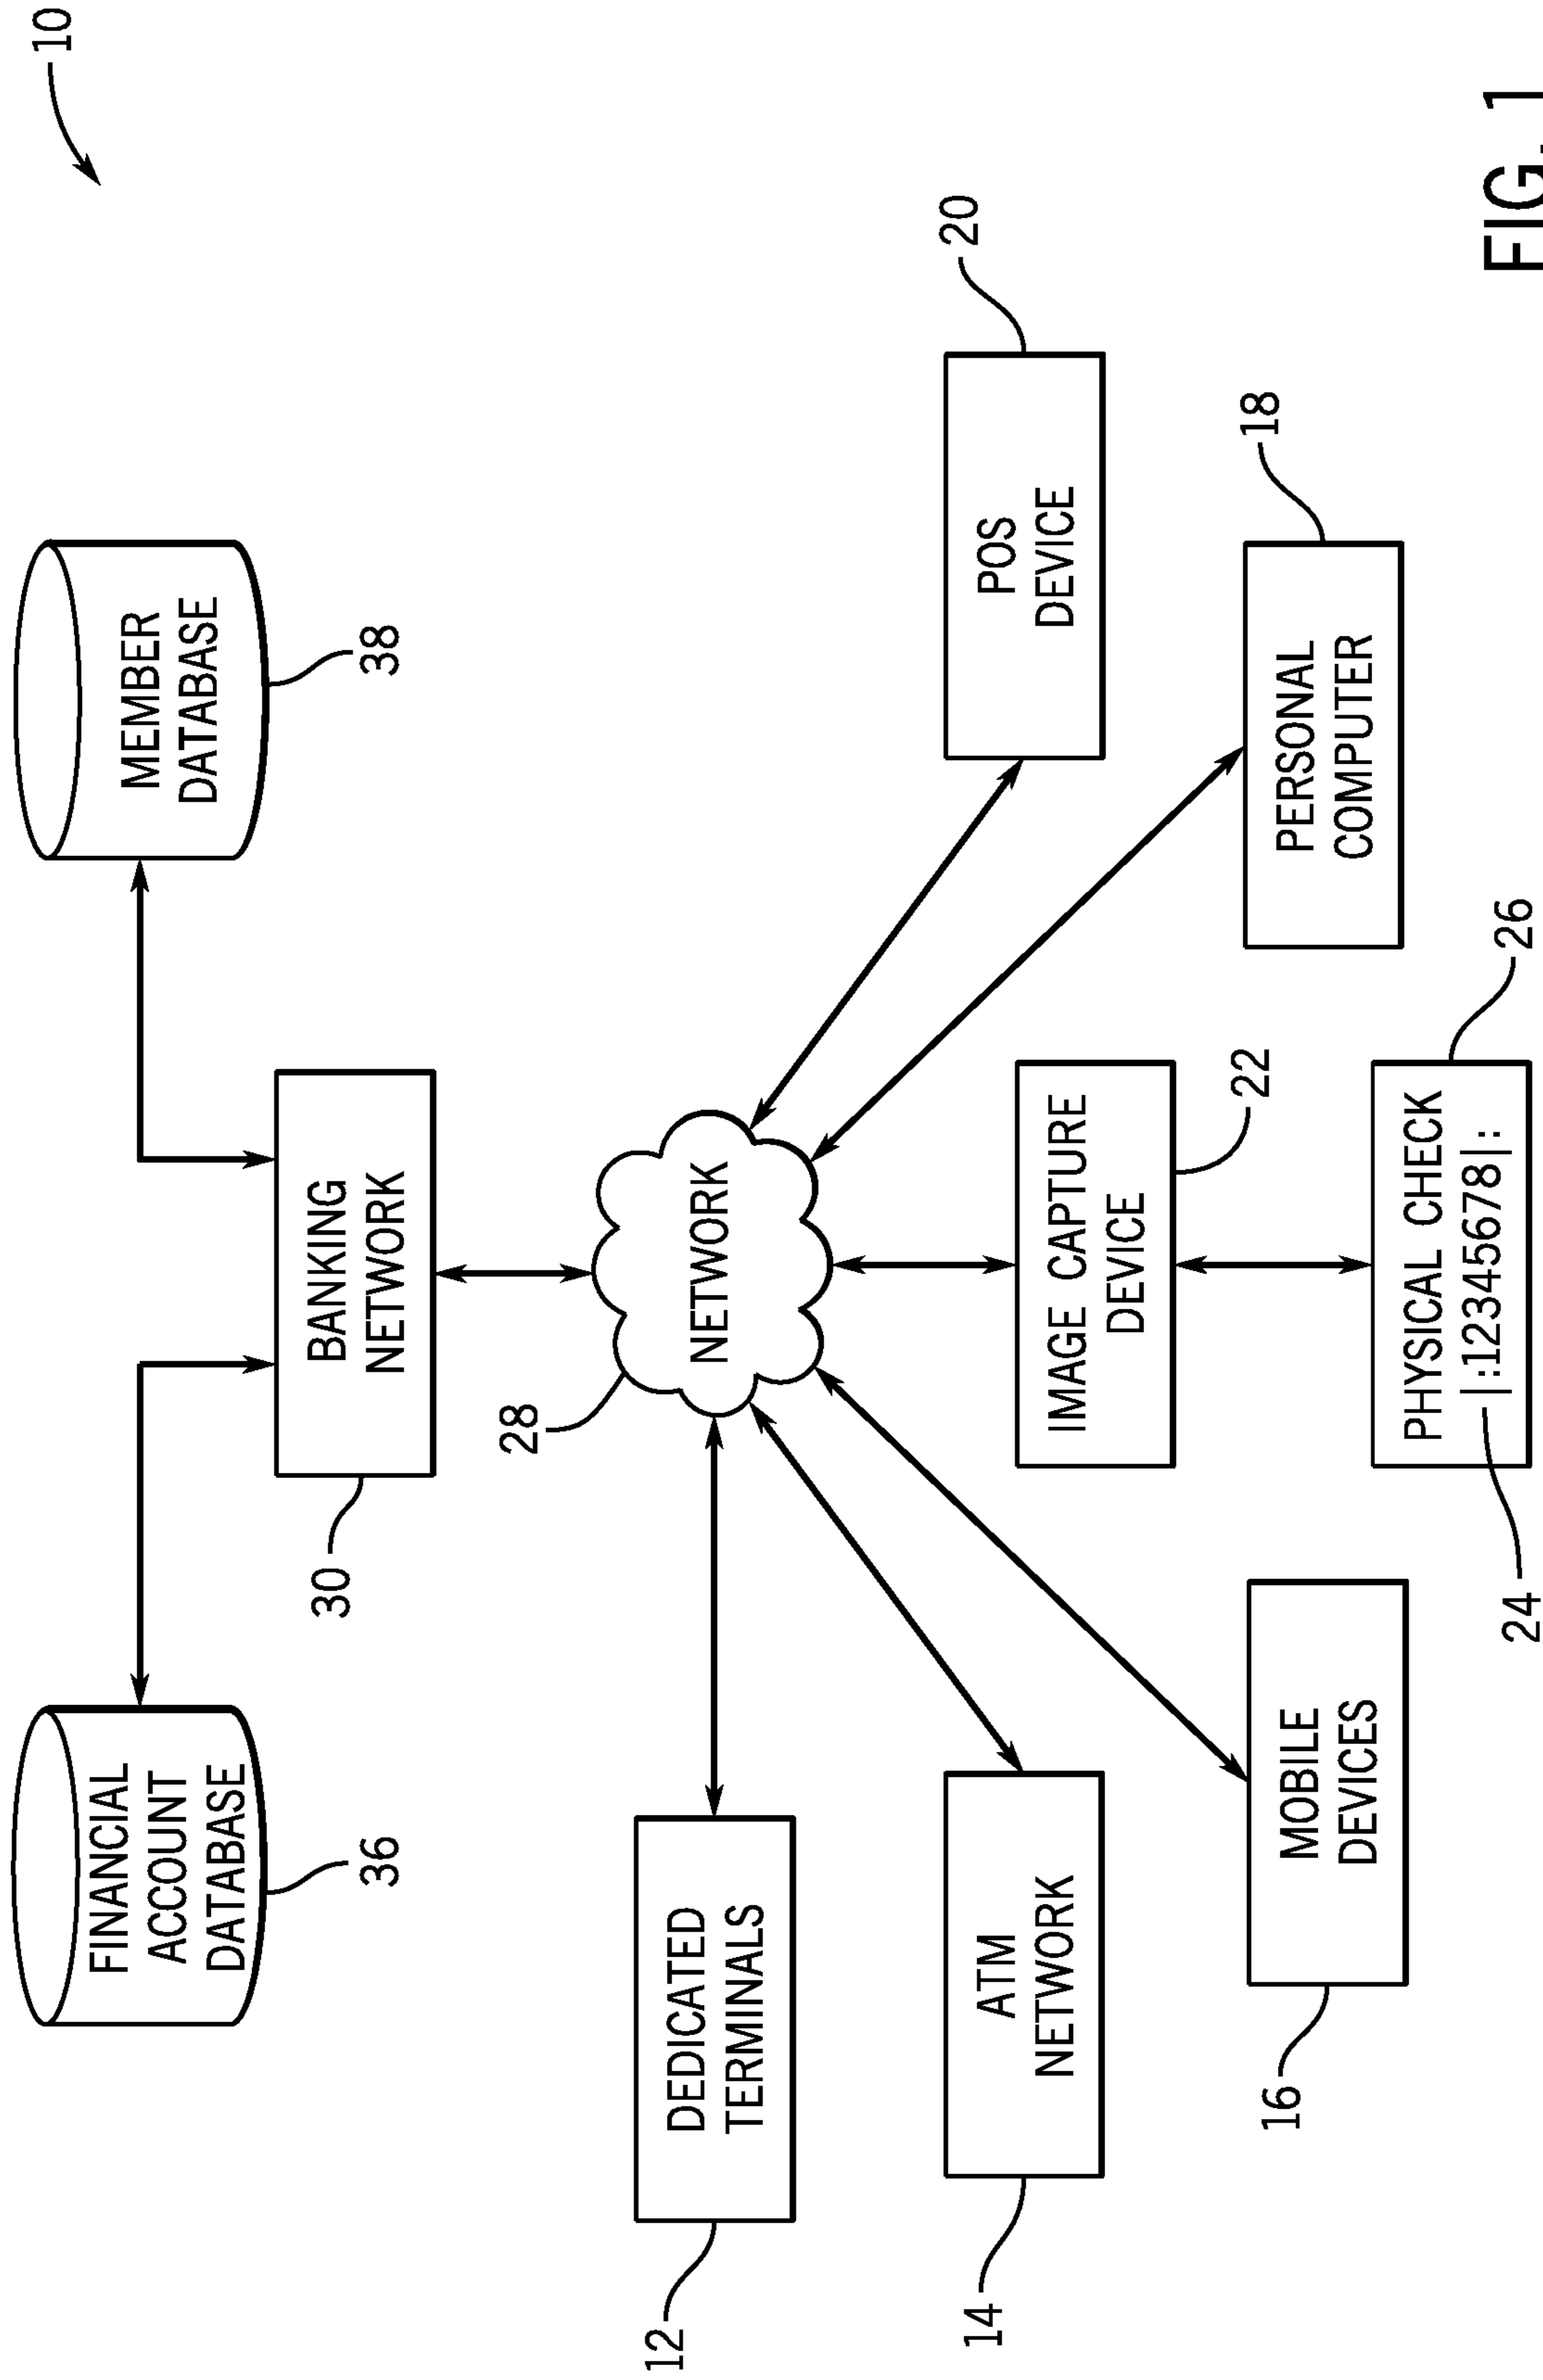 10
FINANCIAL
ACCOUNT
DATABASE
36
MEMBER
DATABASE
38
30
BANKING
NETWORK
28
NETWORK
12
DEDICATED
TERMINALS
14
ATM
NETWORK
16
MOBILE
DEVICES
IMAGE CAPTURE
DEVICE
22
PHYSICAL CHECK
|:12345678|:
24
26
POS
DEVICE
20
PERSONAL
COMPUTER
18
FIG. 1